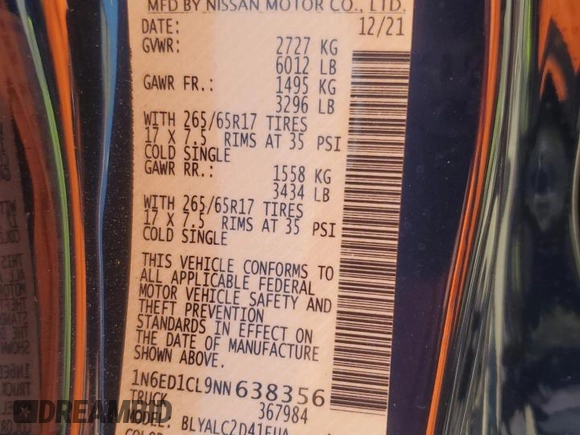 MFD BY NISSAN MOTOR CO., LTD.
DATE: 12/21
GVWR: 2727 KG
6012 LB
GAWR FR.: 1495 KG
3296 LB
WITH 265/65R17 TIRES
17 X 7.5 RIMS AT 35 PSI
COLD SINGLE
GAWR RR.: 1558 KG
3434 LB
WITH 265/65R17 TIRES
17 X 7.5 RIMS AT 35 PSI
COLD SINGLE
THIS VEHICLE CONFORMS TO
ALL APPLICABLE FEDERAL
MOTOR VEHICLE SAFETY AND
THEFT PREVENTION
STANDARDS IN EFFECT ON
THE DATE OF MANUFACTURE
SHOWN ABOVE.
1N6ED1CL9NN638356
TRUCK 367984
BLYALC2D41EUA